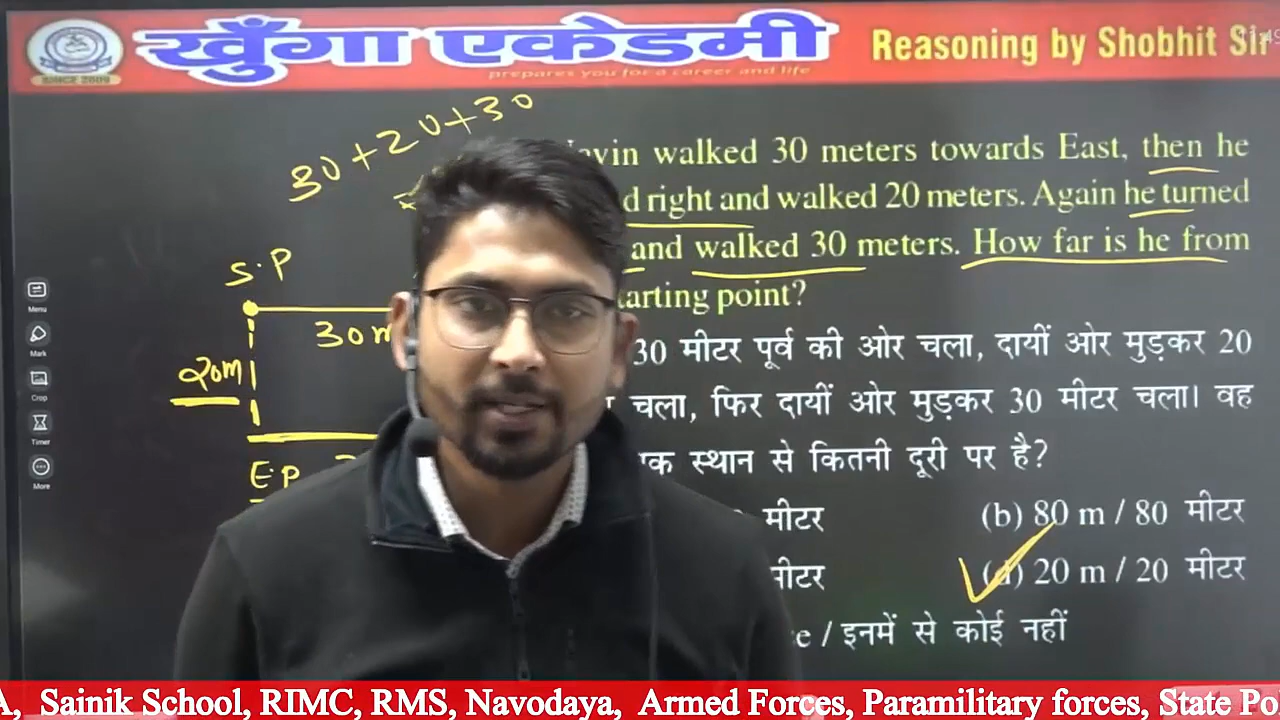 खुँगा एकेडमी
prepares you for a career and life
SINCE 2009
Reasoning by Shobhit Sir
30+20+30
walked 30 meters towards East, then he
right and walked 20 meters. Again he turned
and walked 30 meters. How far is he from
starting point?
S.P
30 m
20m
E.P
30 मीटर पूर्व की ओर चला, दायीं ओर मुड़कर 20
चला, फिर दायीं ओर मुड़कर 30 मीटर चला। वह
स्थान से कितनी दूरी पर है?
मीटर
(b) 80 m / 80 मीटर
मीटर
(d) 20 m / 20 मीटर
/ इनमें से कोई नहीं
Menu
Mark
Crop
Timer
More
Sainik School, RIMC, RMS, Navodaya, Armed Forces, Paramilitary forces, State